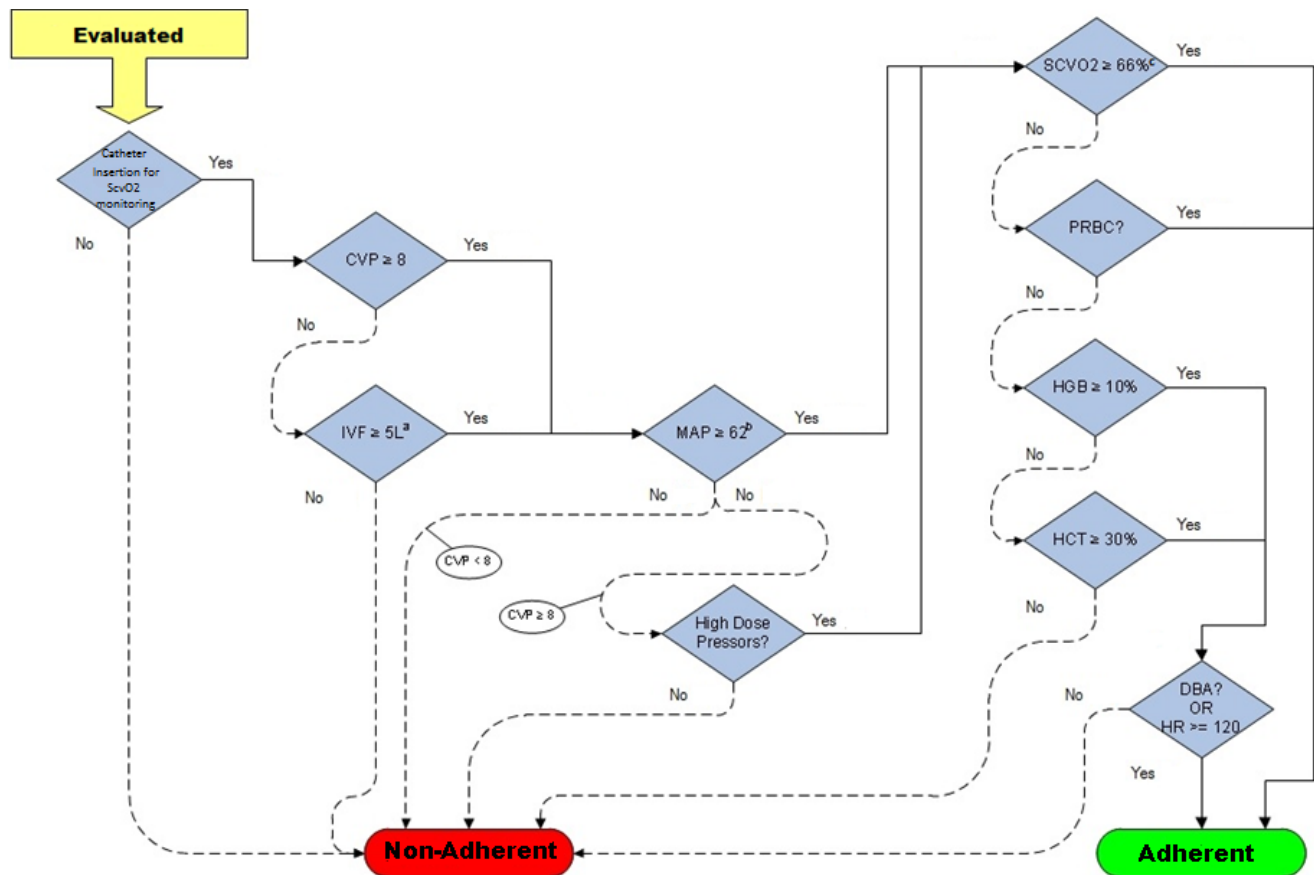 Evaluated
Catheter
Insertion for
ScvO2
monitoring
Yes
No
CVP ≥ 8
Yes
No
IVF ≥ 5Lᵃ
Yes
No
MAP ≥ 62ᵇ
Yes
No
No
CVP < 8
CVP ≥ 8
High Dose
Pressors?
Yes
No
SCVO2 ≥ 66%ᶜ
Yes
No
PRBC?
Yes
No
HGB ≥ 10%
Yes
No
HCT ≥ 30%
Yes
No
DBA?
OR
HR >= 120
No
Yes
Non-Adherent
Adherent